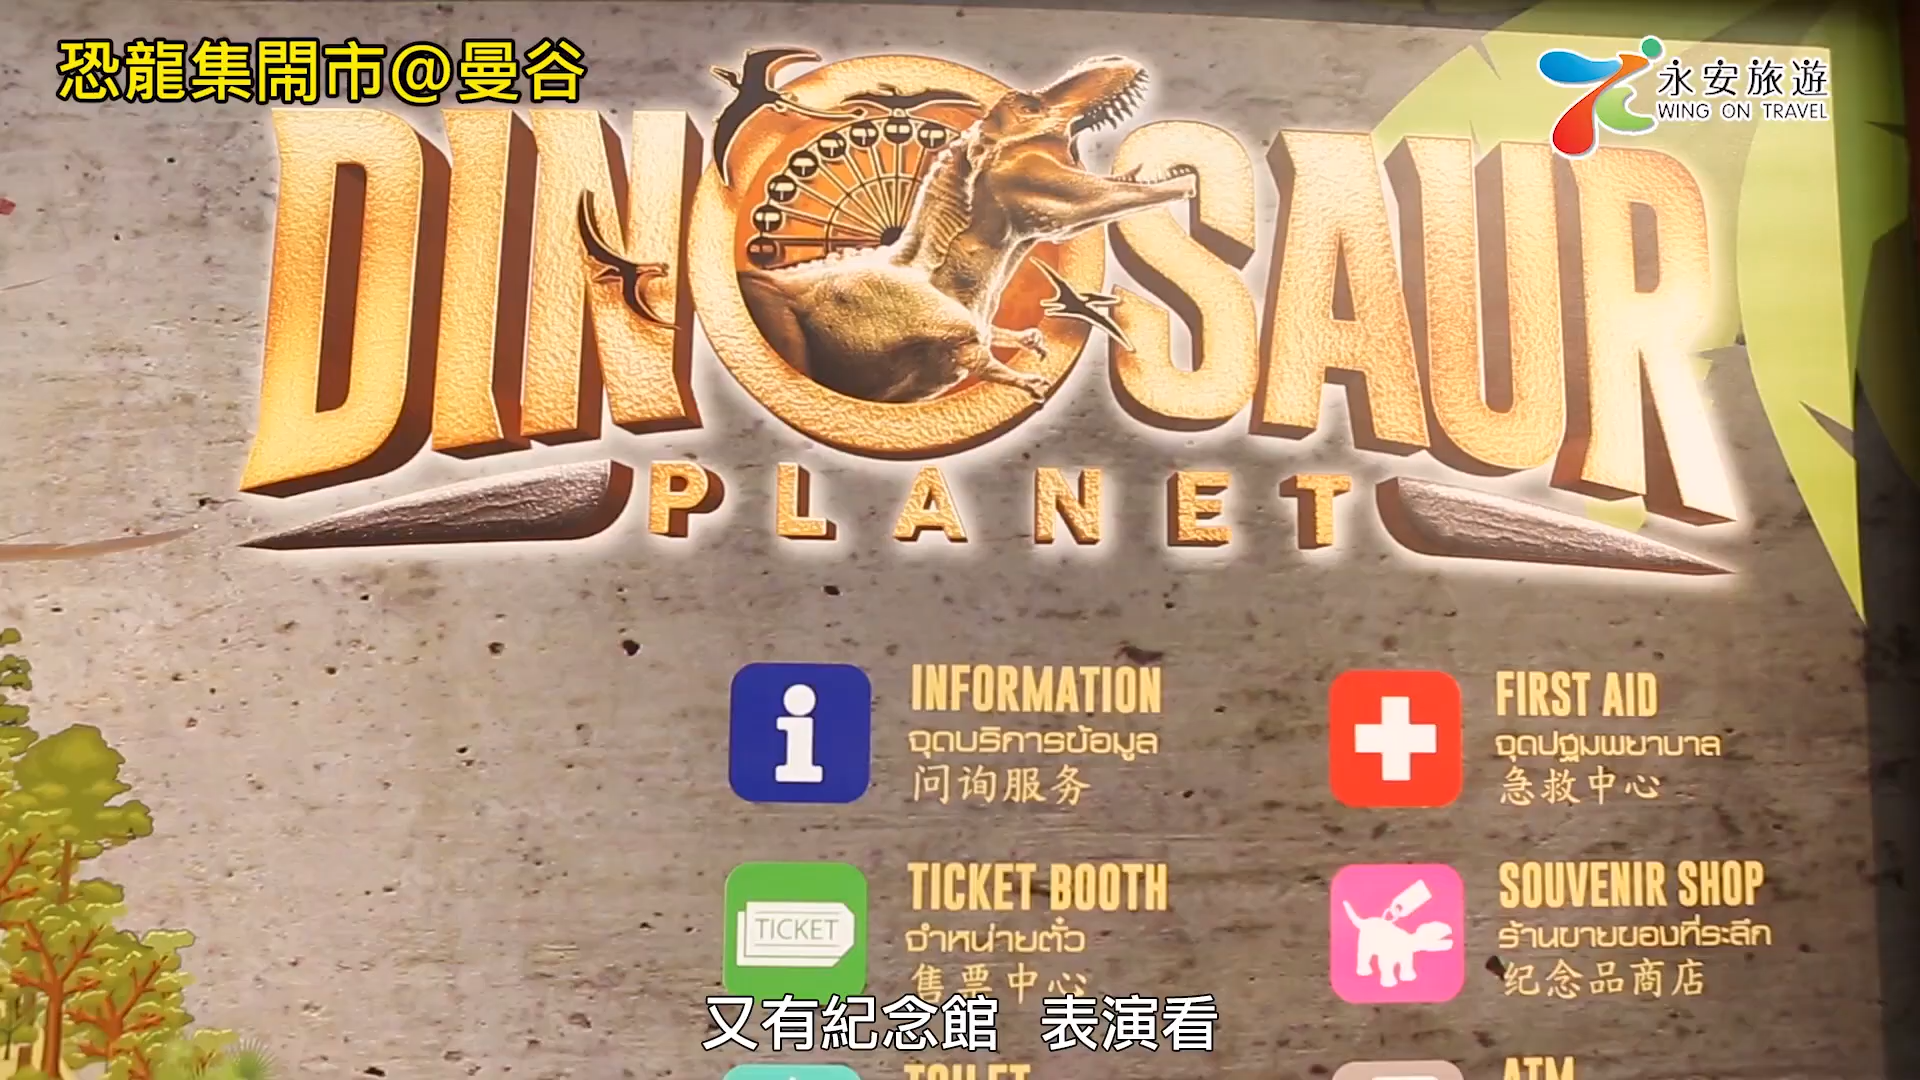 恐龍集鬧市@曼谷
永安旅遊
WING ON TRAVEL
DINOSAUR
PLANET
INFORMATION
จุดบริการข้อมูล
问询服务
FIRST AID
จุดปฐมพยาบาล
急救中心
TICKET
TICKET BOOTH
จำหน่ายตั๋ว
售票中心
SOUVENIR SHOP
ร้านขายของที่ระลึก
纪念品商店
又有紀念館 表演看
TOILET
ATM